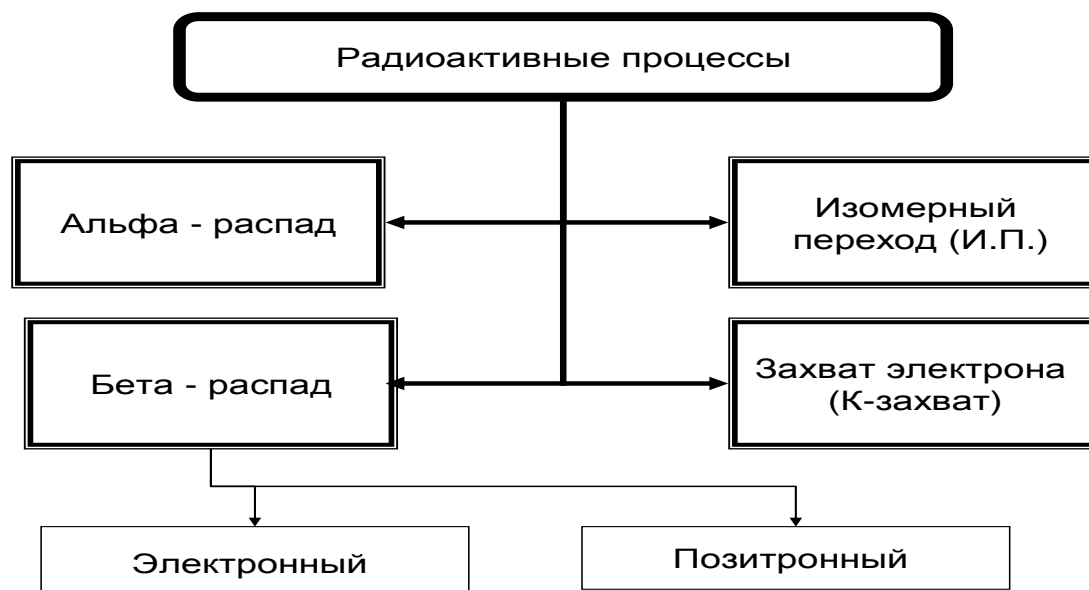 Радиоактивные процессы
Альфа - распад
Изомерный
переход (И.П.)
Бета - распад
Захват электрона
(К-захват)
Электронный
Позитронный